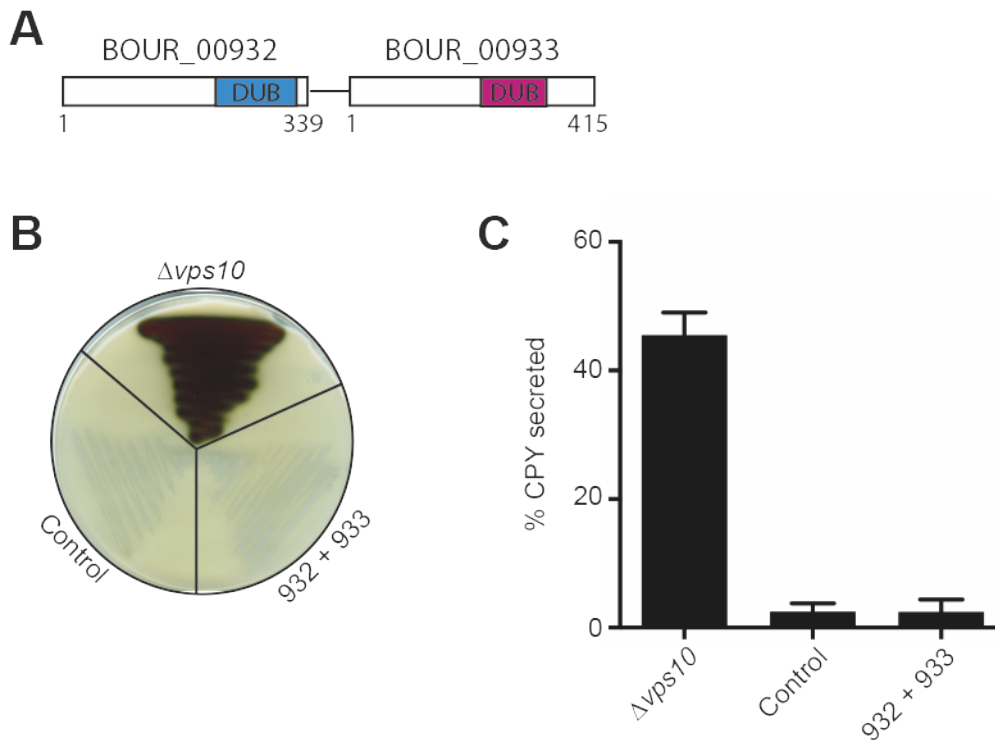 A
BOUR_00932 BOUR_00933
DUB DUB
1 339 1 415
B
Δvps10
Control
932 + 933
C
% CPY secreted
60
40
20
0
Δvps10
Control
932 + 933